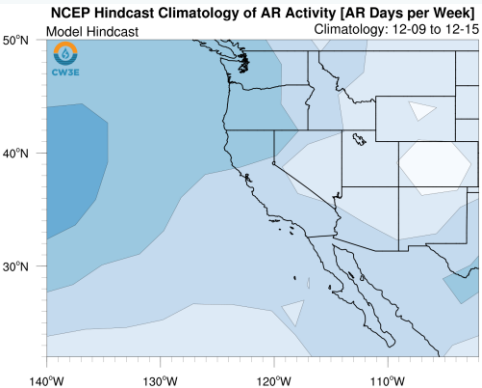 NCEP Hindcast Climatology of AR Activity [AR Days per Week]
Model Hindcast
Climatology: 12-09 to 12-15
CW3E
50°N
40°N
30°N
140°W
130°W
120°W
110°W